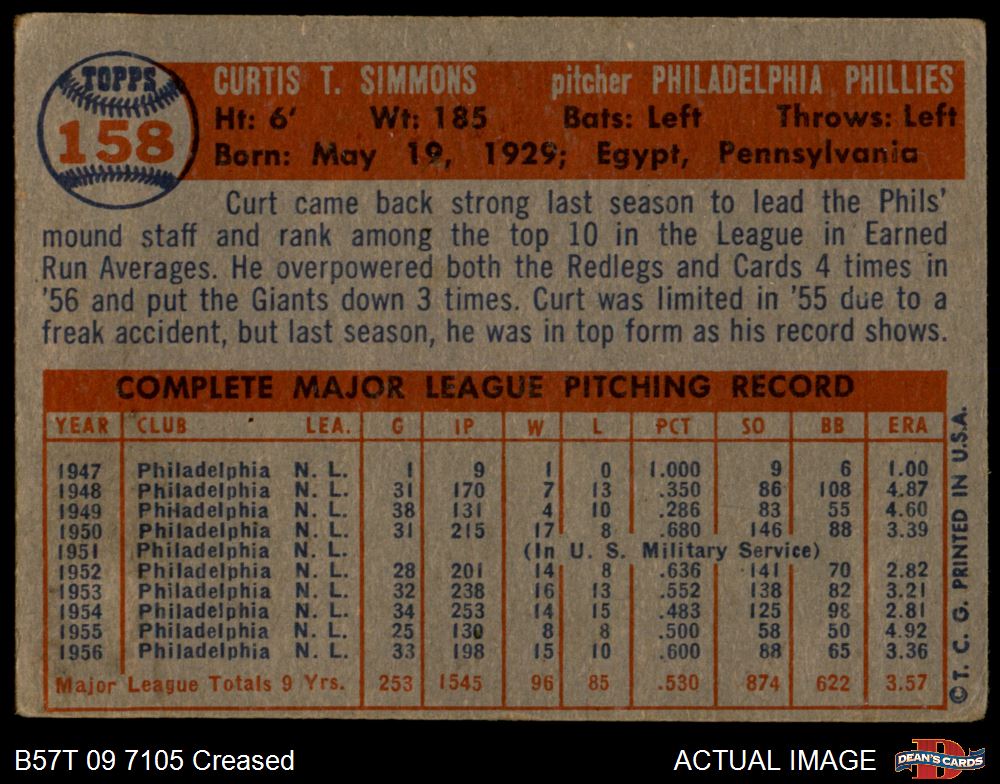 TOPPS
158
CURTIS T. SIMMONS pitcher PHILADELPHIA PHILLIES
Ht: 6' Wt: 185 Bats: Left Throws: Left
Born: May 19, 1929; Egypt, Pennsylvania
Curt came back strong last season to lead the Phils'
mound staff and rank among the top 10 in the League in Earned
Run Averages. He overpowered both the Redlegs and Cards 4 times in
'56 and put the Giants down 3 times. Curt was limited in '55 due to a
freak accident, but last season, he was in top form as his record shows.
COMPLETE MAJOR LEAGUE PITCHING RECORD
YEAR CLUB LEA. G IP W L PCT SO BB ERA
1947 Philadelphia N. L. 1 9 1 0 1.000 9 6 1.00
1948 Philadelphia N. L. 31 170 7 13 .350 86 108 4.87
1949 Philadelphia N. L. 38 131 4 10 .286 83 55 4.60
1950 Philadelphia N. L. 31 215 17 8 .680 146 88 3.39
1951 Philadelphia N. L. (In U. S. Military Service)
1952 Philadelphia N. L. 28 201 14 8 .636 141 70 2.82
1953 Philadelphia N. L. 32 238 16 13 .552 138 82 3.21
1954 Philadelphia N. L. 34 253 14 15 .483 125 98 2.81
1955 Philadelphia N. L. 25 130 8 8 .500 58 50 4.92
1956 Philadelphia N. L. 33 198 15 10 .600 88 65 3.36
Major League Totals 9 Yrs. 253 1545 96 85 .530 874 622 3.57
©T. C. G. PRINTED IN U.S.A.
B57T 09 7105 Creased
ACTUAL IMAGE
DEAN'S CARDS